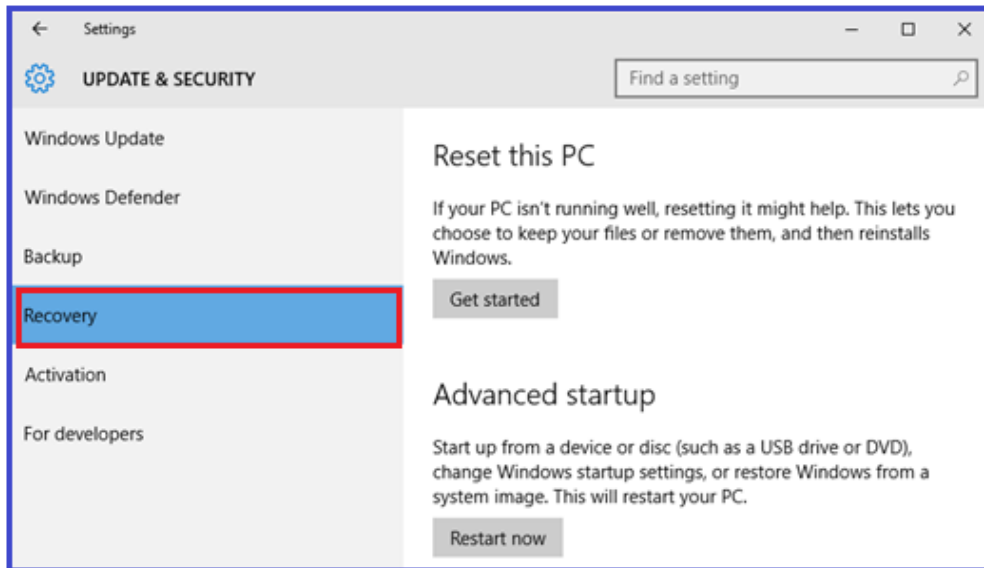 Settings
UPDATE & SECURITY
Find a setting
Windows Update
Windows Defender
Backup
Recovery
Activation
For developers
Reset this PC
If your PC isn't running well, resetting it might help. This lets you
choose to keep your files or remove them, and then reinstalls
Windows.
Get started
Advanced startup
Start up from a device or disc (such as a USB drive or DVD),
change Windows startup settings, or restore Windows from a
system image. This will restart your PC.
Restart now